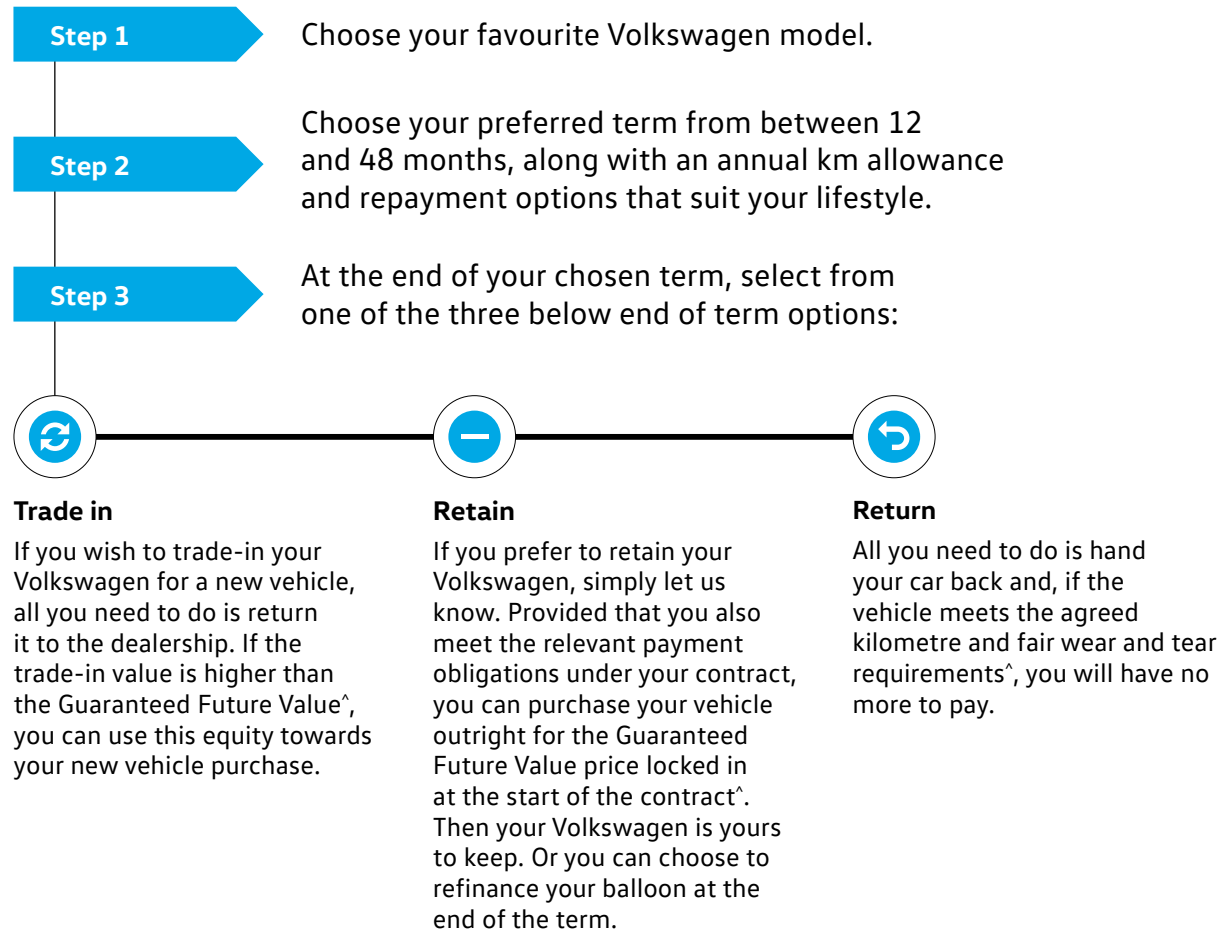 Step 1
Choose your favourite Volkswagen model.
Step 2
Choose your preferred term from between 12
and 48 months, along with an annual km allowance
and repayment options that suit your lifestyle.
Step 3
At the end of your chosen term, select from
one of the three below end of term options:
Trade in
If you wish to trade-in your
Volkswagen for a new vehicle,
all you need to do is return
it to the dealership. If the
trade-in value is higher than
the Guaranteed Future Value^,
you can use this equity towards
your new vehicle purchase.
Retain
If you prefer to retain your
Volkswagen, simply let us
know. Provided that you also
meet the relevant payment
obligations under your contract,
you can purchase your vehicle
outright for the Guaranteed
Future Value price locked in
at the start of the contract^.
Then your Volkswagen is yours
to keep. Or you can choose to
refinance your balloon at the
end of the term.
Return
All you need to do is hand
your car back and, if the
vehicle meets the agreed
kilometre and fair wear and tear
requirements^, you will have no
more to pay.